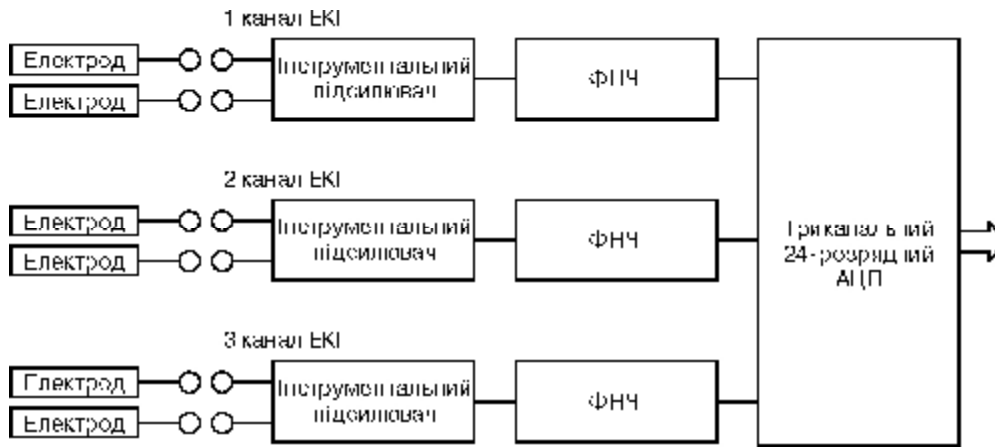 1 канал ЕКГ
Електрод
Електрод
Інструментальний
підсилювач
ФНЧ
2 канал ЕКГ
Електрод
Електрод
Інструментальний
підсилювач
ФНЧ
Триканальний
24-розрядний
АЦП
3 канал ЕКГ
Електрод
Електрод
Інструментальний
підсилювач
ФНЧ